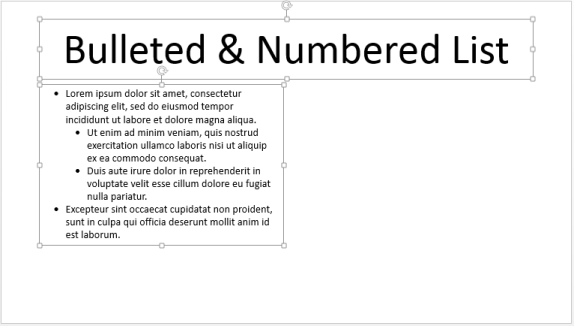 Bulleted & Numbered List
• Lorem ipsum dolor sit amet, consectetur
adipiscing elit, sed do eiusmod tempor
incididunt ut labore et dolore magna aliqua.
• Ut enim ad minim veniam, quis nostrud
exercitation ullamco laboris nisi ut aliquip
ex ea commodo consequat.
• Duis aute irure dolor in reprehenderit in
voluptate velit esse cillum dolore eu fugiat
nulla pariatur.
• Excepteur sint occaecat cupidatat non proident,
sunt in culpa qui officia deserunt mollit anim id
est laborum.